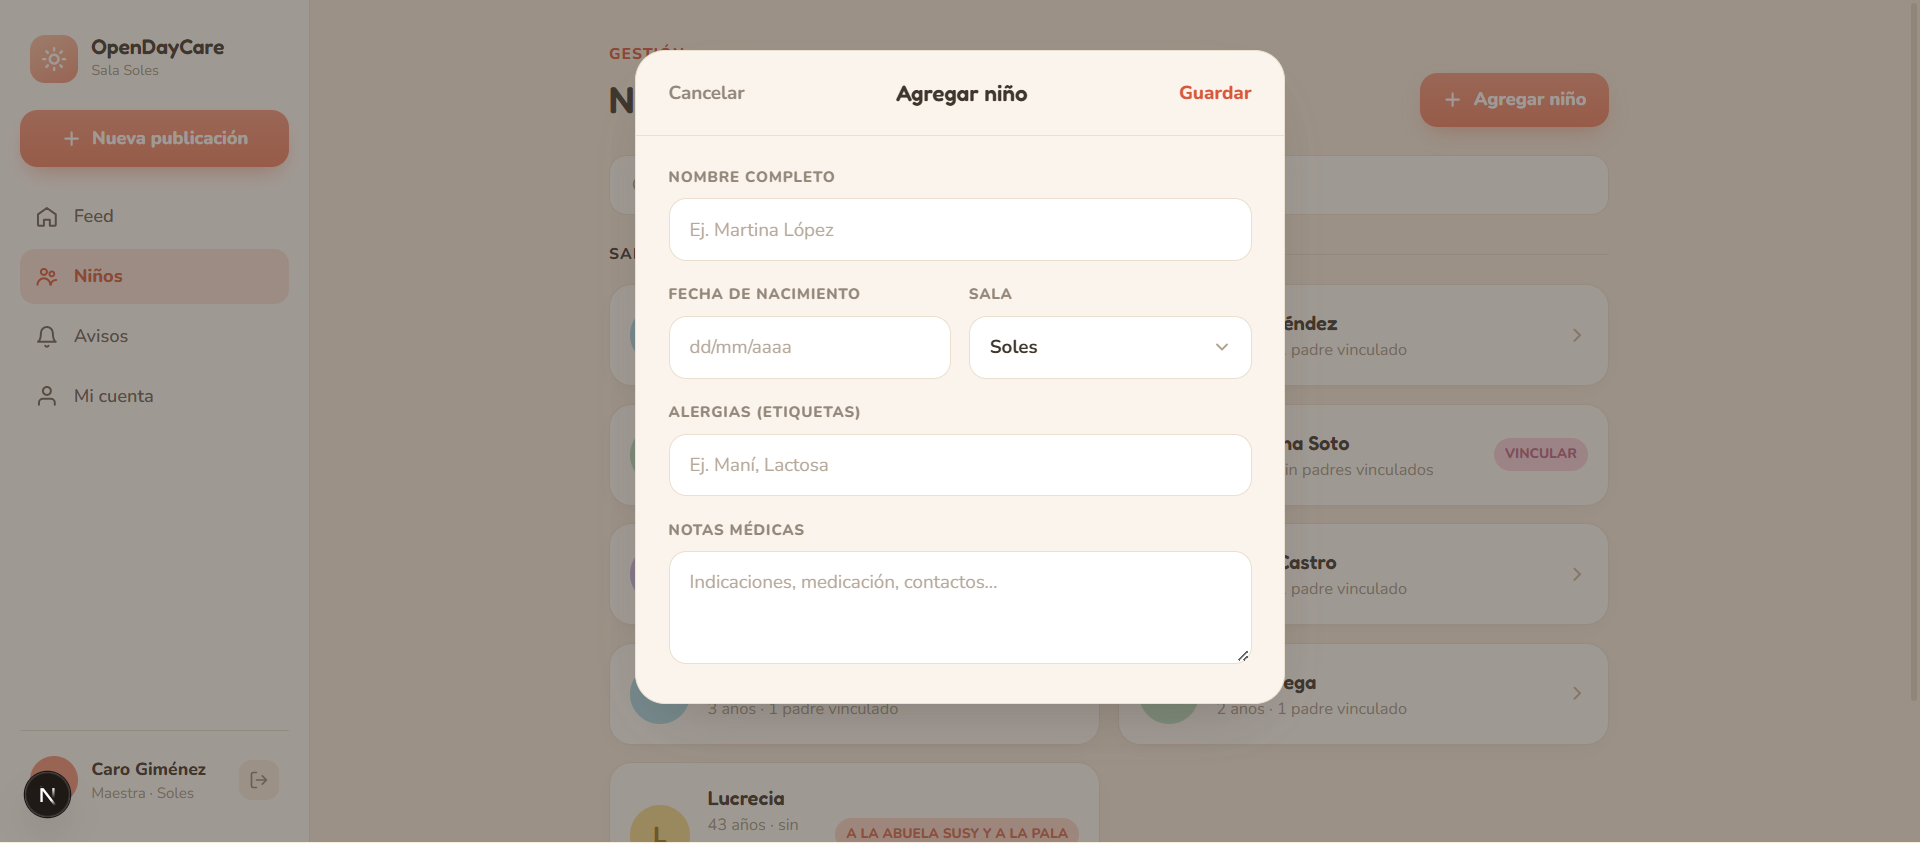 OpenDayCare
Sala Soles
+ Nueva publicación
Feed
Niños
Avisos
Mi cuenta
Caro Giménez
Maestra · Soles
N
GESTIÓN
N
+ Agregar niño
Cancelar
Agregar niño
Guardar
NOMBRE COMPLETO
Ej. Martina López
FECHA DE NACIMIENTO
SALA
dd/mm/aaaa
Soles
ALERGIAS (ETIQUETAS)
Ej. Maní, Lactosa
NOTAS MÉDICAS
Indicaciones, medicación, contactos...
SAL
éndez
padre vinculado
na Soto
in padres vinculados
VINCULAR
Castro
padre vinculado
ega
3 años · 1 padre vinculado
2 años · 1 padre vinculado
L
Lucrecia
43 años · sin
A LA ABUELA SUSY Y A LA PALA